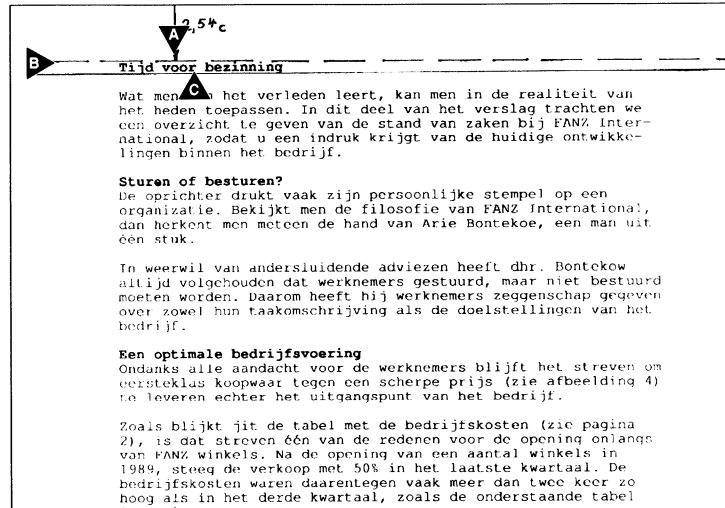 2,54c
A
B
Tijd voor bezinning
C
Wat men het verleden leert, kan men in de realiteit van
het heden toepassen. In dit deel van het verslag trachten we
een overzicht te geven van de stand van zaken bij FANZ Inter-
national, zodat u een indruk krijgt van de huidige ontwikke-
lingen binnen het bedrijf.
Sturen of besturen?
De oprichter drukt vaak zijn persoonlijke stempel op een
organizatie. Bekijkt men de filosofie van FANZ International,
dan herkent men meteen de hand van Arie Bontekoe, een man uit
één stuk.
In weerwil van andersluidende adviezen heeft dhr. Bontekow
altijd volgehouden dat werknemers gestuurd, maar niet bestuurd
moeten worden. Daarom heeft hij werknemers zeggenschap gegeven
over zowel hun taakomschrijving als de doelstellingen van het
bedrijf.
Een optimale bedrijfsvoering
Ondanks alle aandacht voor de werknemers blijft het streven om
eersteklas koopwaar tegen een scherpe prijs (zie afbeelding 4)
te leveren echter het uitgangspunt van het bedrijf.
Zoals blijkt jit de tabel met de bedrijfskosten (zie pagina
2), is dat streven één van de redenen voor de opening onlangs
van FANZ winkels. Na de opening van een aantal winkels in
1989, steeg de verkoop met 50% in het laatste kwartaal. De
bedrijfskosten waren daarentegen vaak meer dan twee keer zo
hoog als in het derde kwartaal, zoals de onderstaande tabel